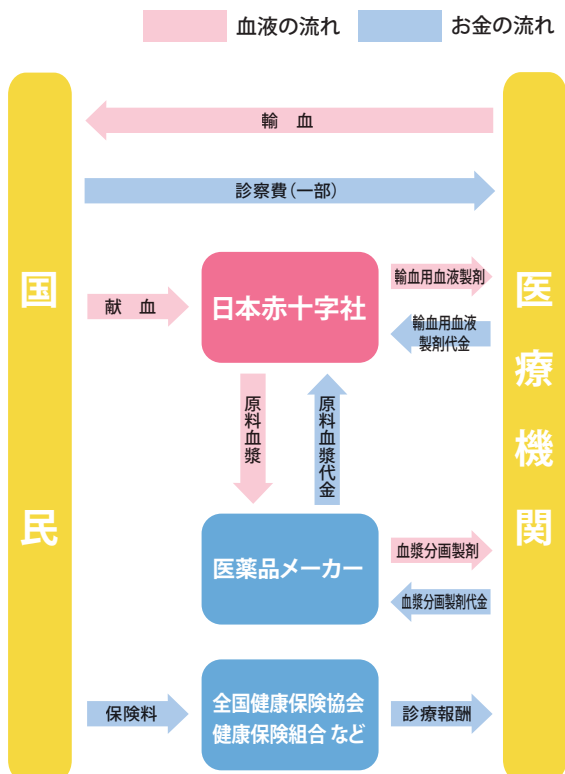 血液の流れ
お金の流れ
輸 血
診察費(一部)
国民
医療機関
献 血
日本赤十字社
輸血用血液製剤
輸血用血液
製剤代金
原料血漿
原料血漿代金
医薬品メーカー
血漿分画製剤
血漿分画製剤代金
保険料
全国健康保険協会
健康保険組合 など
診療報酬